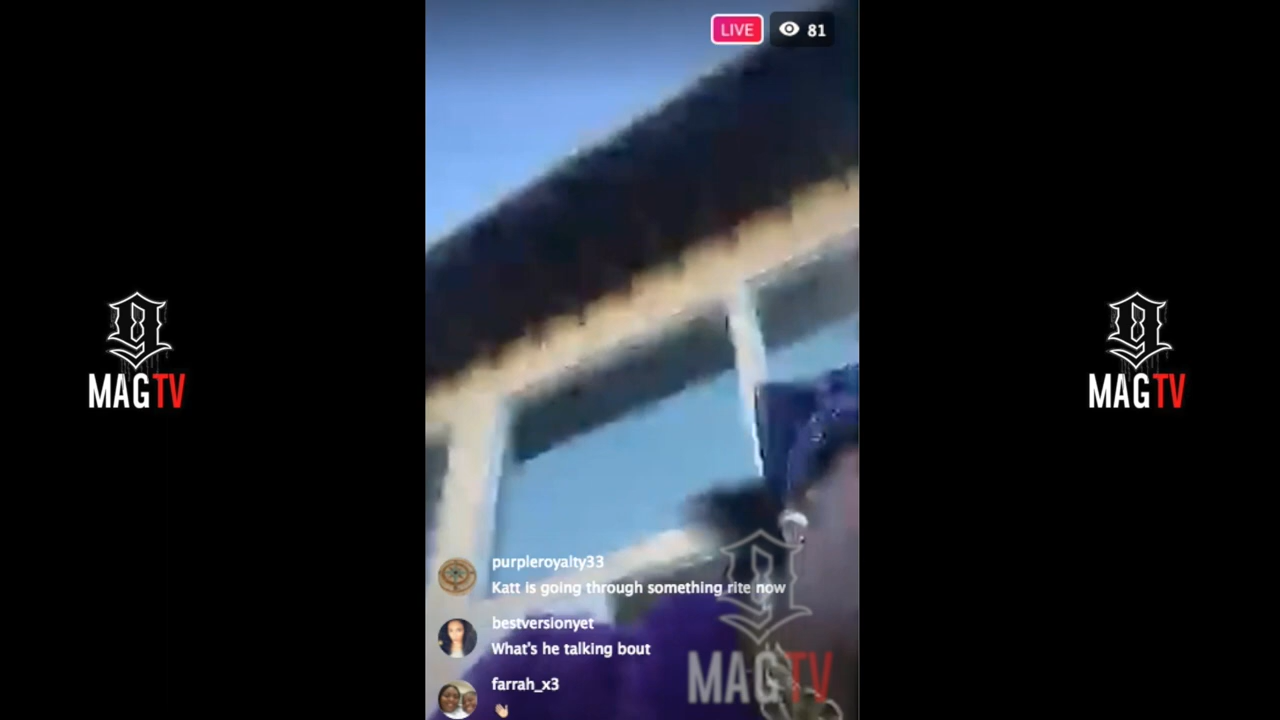 LIVE 81
purpleroyalty33
Katt is going through something rite now
bestversionyet
What's he talking bout
farrah_x3
👋🏼
g
MAGTV
g
MAGTV
g
MAGTV